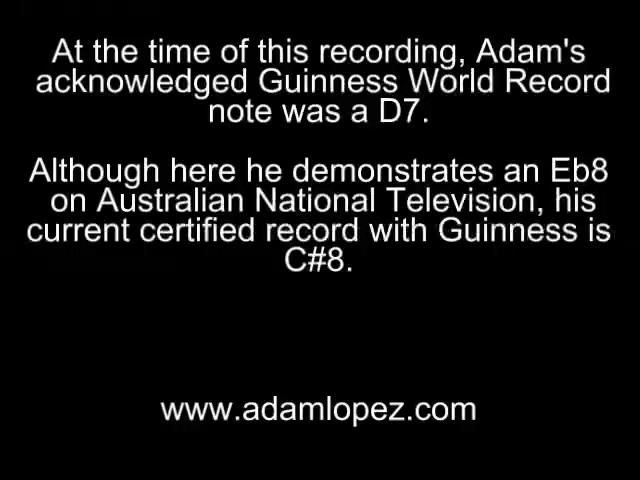 At the time of this recording, Adam's
acknowledged Guinness World Record
note was a D7.
Although here he demonstrates an Eb8
on Australian National Television, his
current certified record with Guinness is
C#8.
www.adamlopez.com